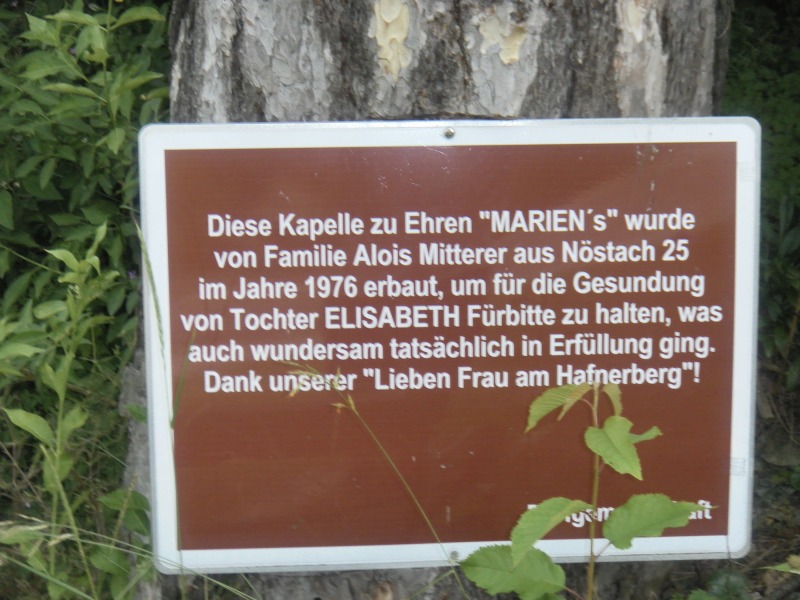 Diese Kapelle zu Ehren "MARIEN´s" wurde
von Familie Alois Mitterer aus Nöstach 25
im Jahre 1976 erbaut, um für die Gesundung
von Tochter ELISABETH Fürbitte zu halten, was
auch wundersam tatsächlich in Erfüllung ging.
Dank unserer "Lieben Frau am Hafnerberg"!